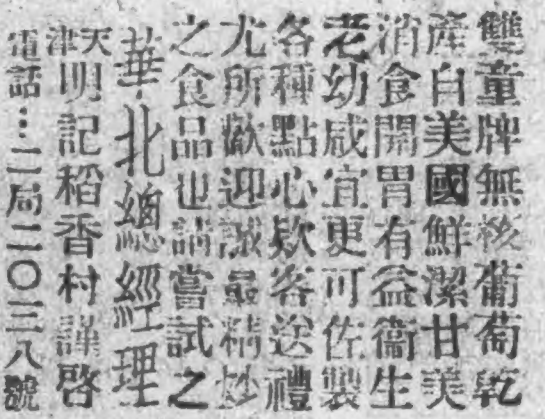 雙童牌無核葡萄乾
產自美國鮮潔甘美
消食開胃有益衞生
老幼咸宜更可佐製
各種點心欵客送禮
尤所歡迎誠最精妙
之食品也請嘗試之
華北總經理
天津明記稻香村謹啓
電話…二局二〇三八號